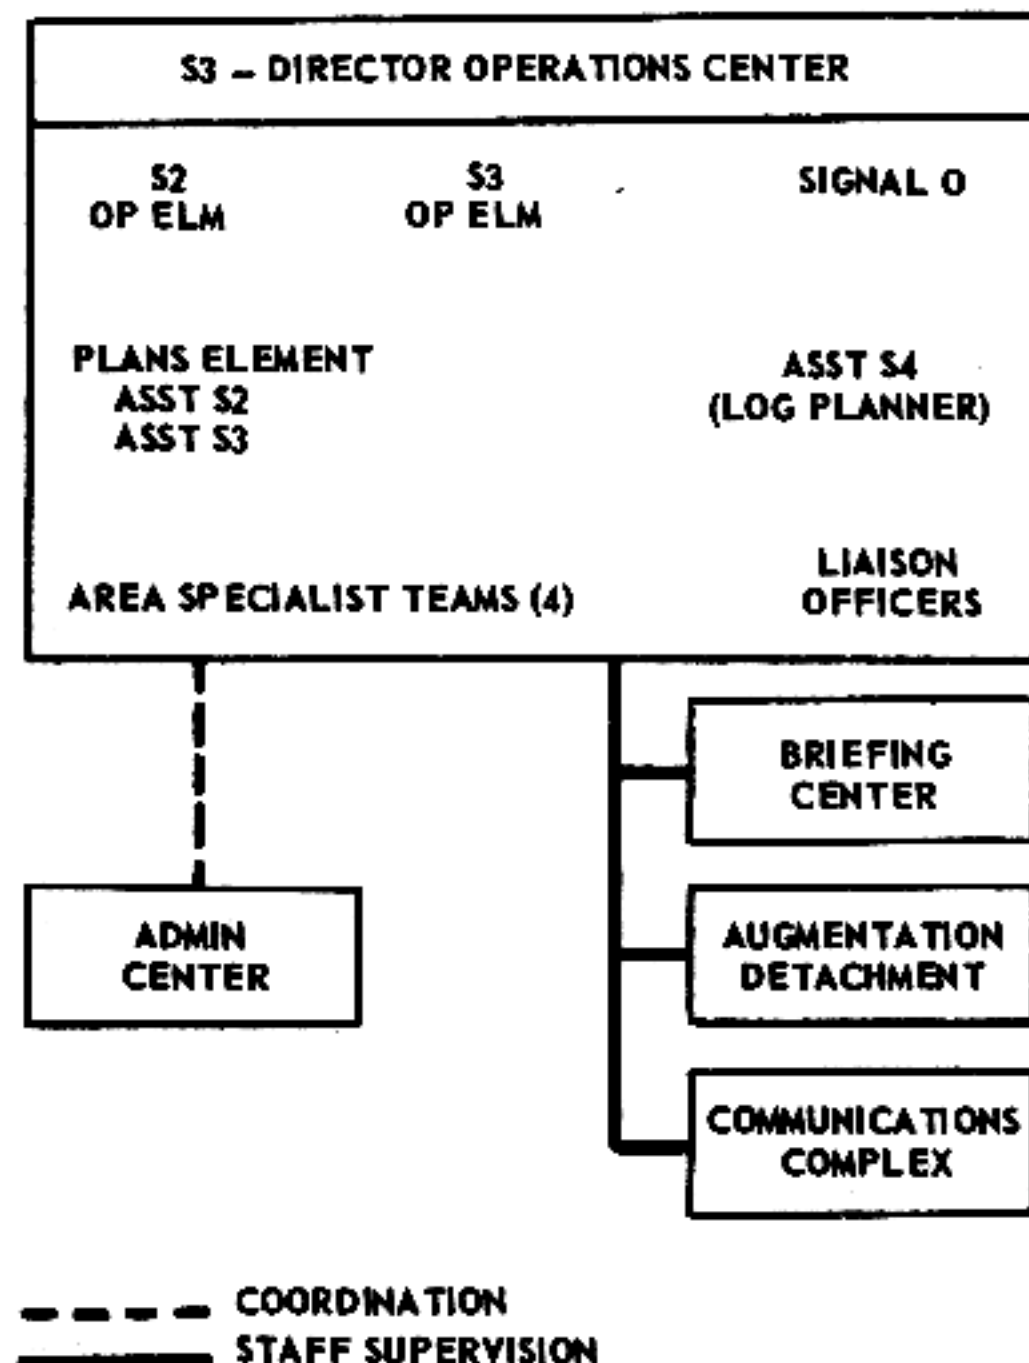 S3 – DIRECTOR OPERATIONS CENTER
S2
OP ELM
S3
OP ELM
SIGNAL O
PLANS ELEMENT
ASST S2
ASST S3
ASST S4
(LOG PLANNER)
AREA SPECIALIST TEAMS (4)
LIAISON
OFFICERS
BRIEFING
CENTER
ADMIN
CENTER
AUGMENTATION
DETACHMENT
COMMUNICATIONS
COMPLEX
COORDINATION
STAFF SUPERVISION